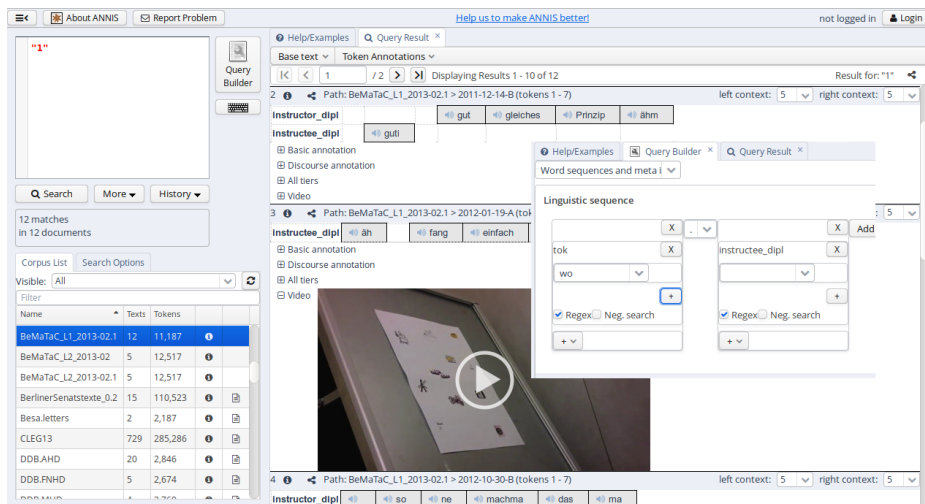 About ANNIS
Report Problem
Help us to make ANNIS better!
not logged in
Login
"1"
Query
Builder
Search
More
History
12 matches
in 12 documents
Corpus List
Search Options
Visible:
All
Filter
Name
Texts
Tokens
BeMaTaC_L1_2013-02.1 12 11,187
BeMaTaC_L2_2013-02 5 12,517
BeMaTaC_L2_2013-02.1 5 12,517
BerlinerSenatstexte_0.2 15 110,523
Besa.letters 2 2,187
CLEG13 729 285,286
DDB.AHD 20 2,846
DDB.FNHD 5 2,674
Help/Examples
Query Result
Base text
Token Annotations
1 / 2 Displaying Results 1 - 10 of 12
Result for: "1"
2 Path: BeMaTaC_L1_2013-02.1 > 2011-12-14-B (tokens 1 - 7)
left context: 5 right context: 5
instructor_dipl gut gleiches Prinzip ähm
instructee_dipl guti
Basic annotation
Discourse annotation
All tiers
Video
3 Path: BeMaTaC_L1_2013-02.1 > 2012-01-19-A (tok
5
instructee_dipl äh fang einfach
Basic annotation
Discourse annotation
All tiers
Video
Help/Examples
Query Builder
Query Result
Word sequences and meta i
Linguistic sequence
X . X Add
tok X instructee_dipl X
wo
+ +
Regex Neg. search Regex Neg. search
+ +
4 Path: BeMaTaC_L1_2013-02.1 > 2012-10-30-B (tokens 1 - 7)
left context: 5 right context: 5
instructor_dipl so ne machma das ma